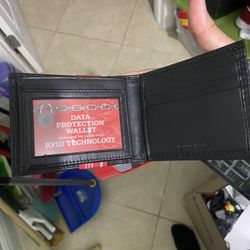 DATA
PROTECTION
WALLET
RFID TECHNOLOGY